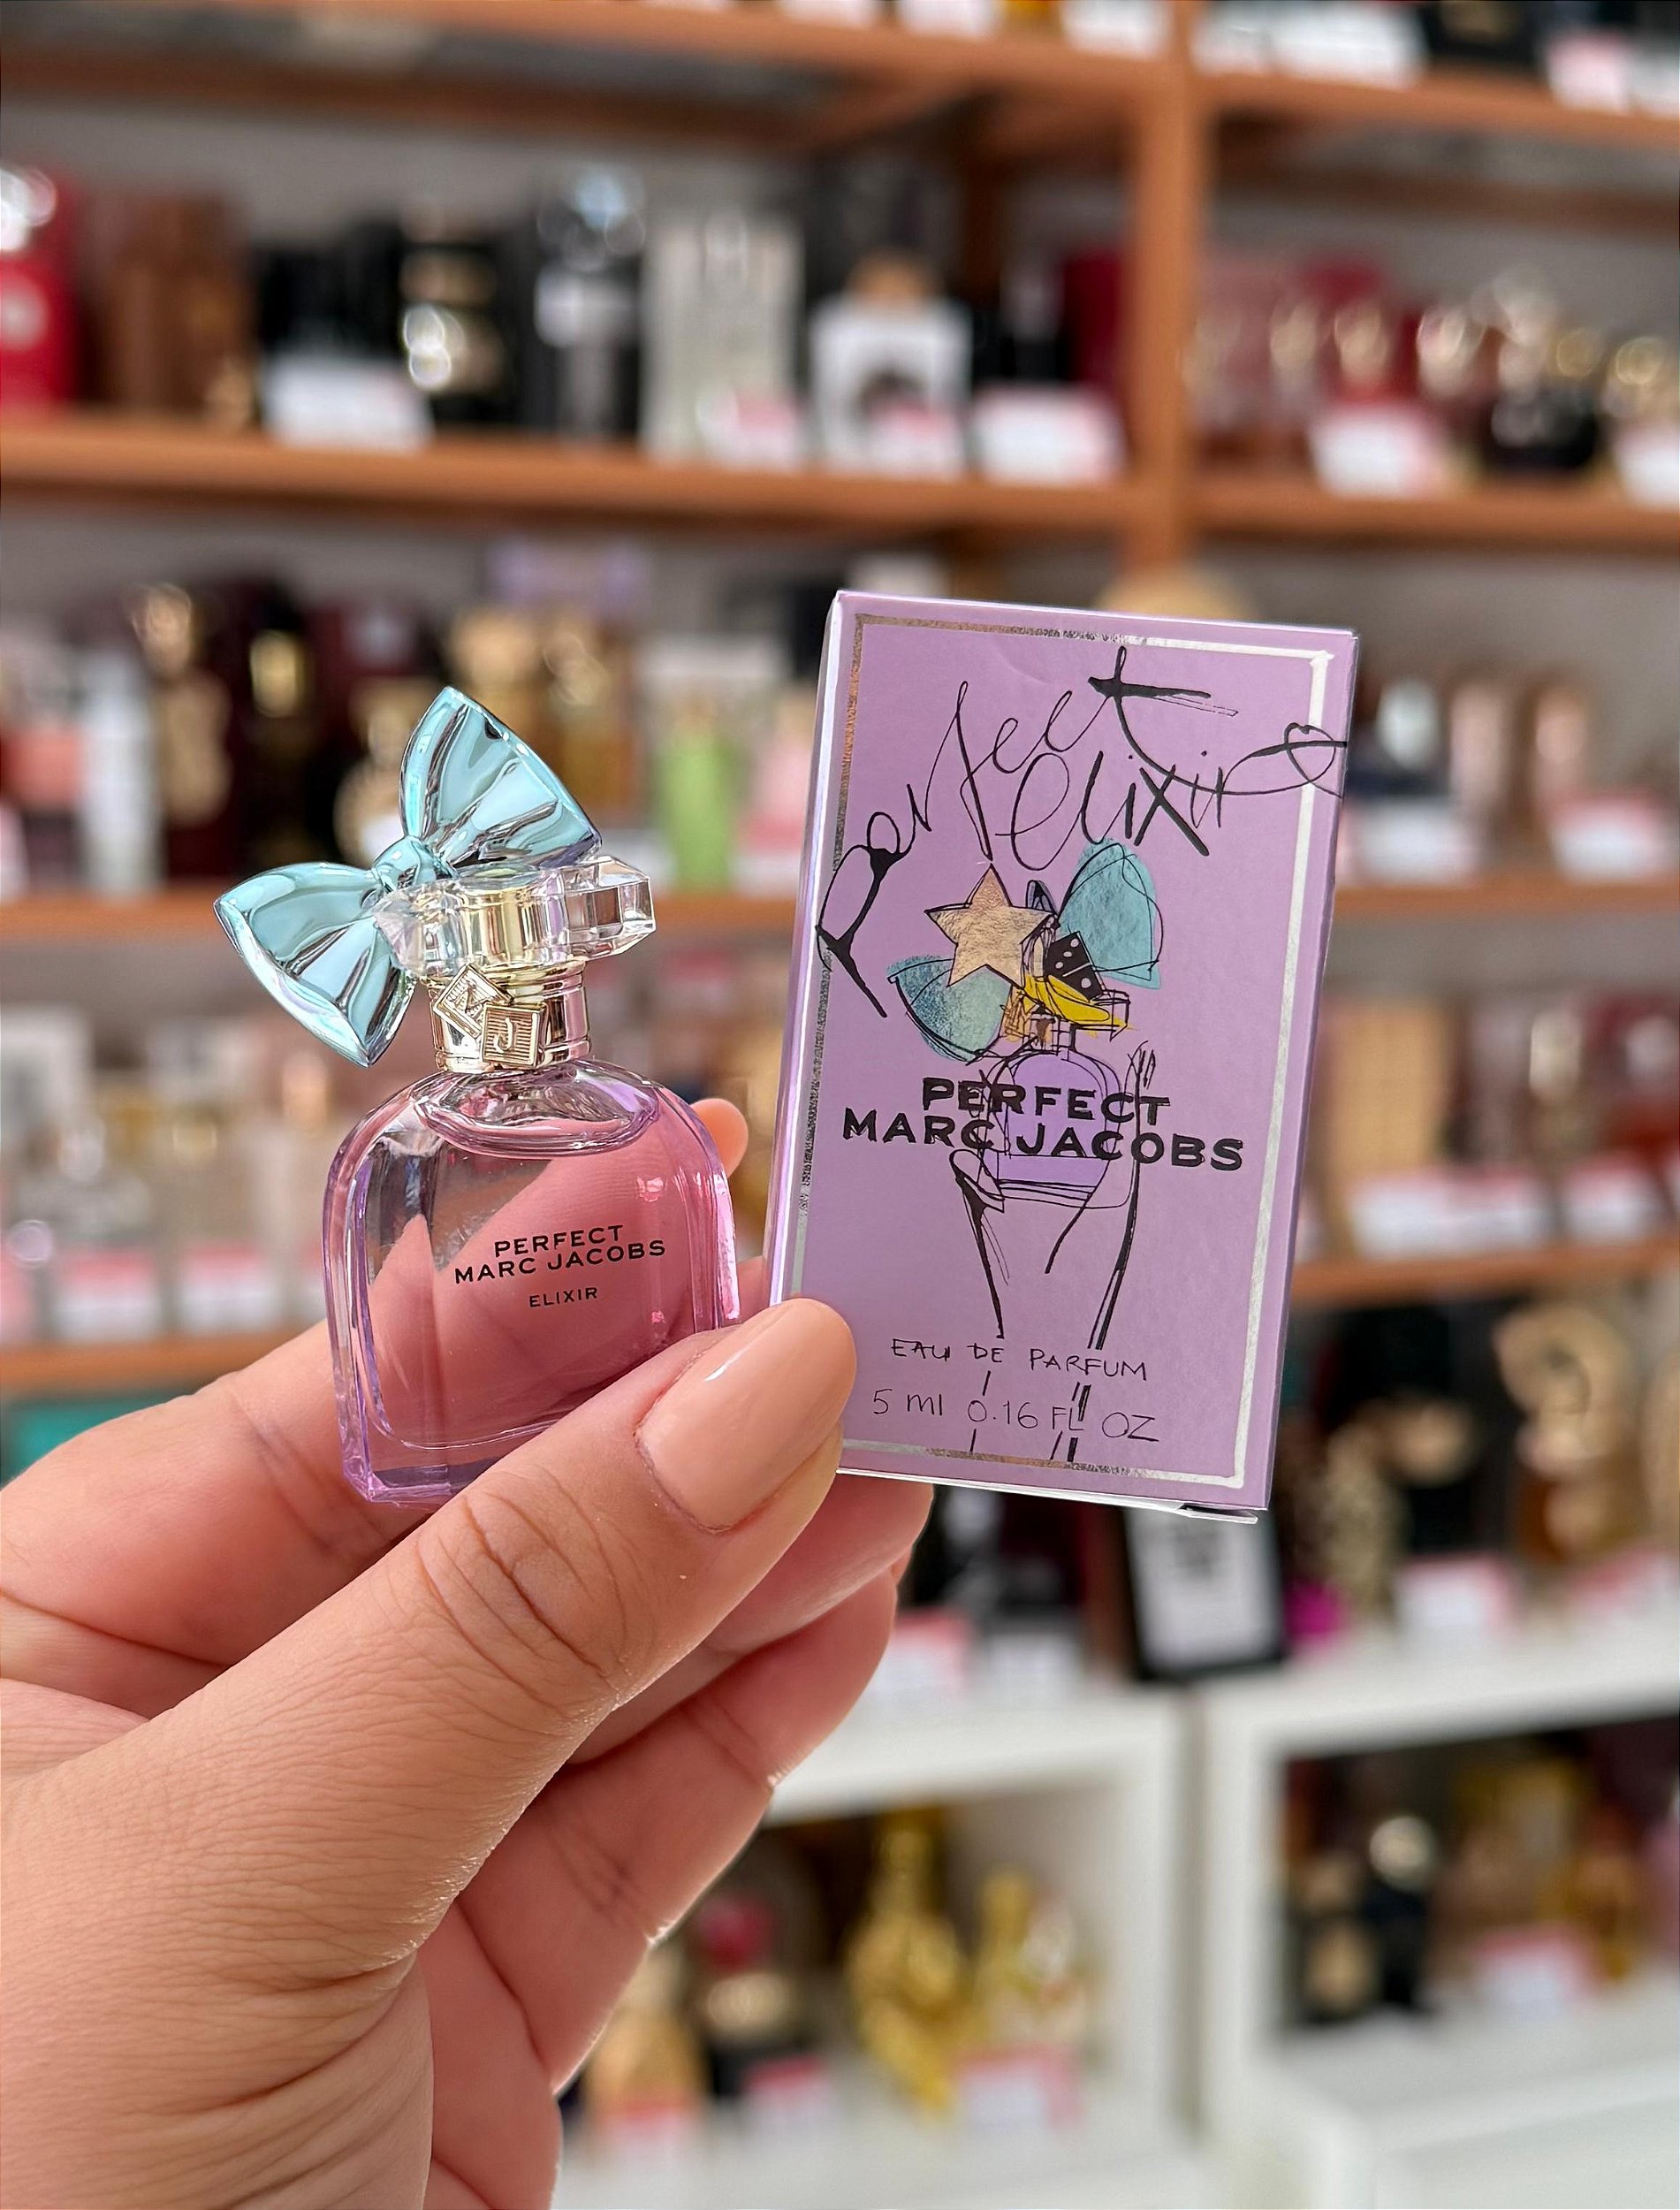 PERFECT
MARC JACOBS
ELIXIR
J
Perfect
elixir
PERFECT
MARC JACOBS
EAU DE PARFUM
5 ml 0.16 FL OZ